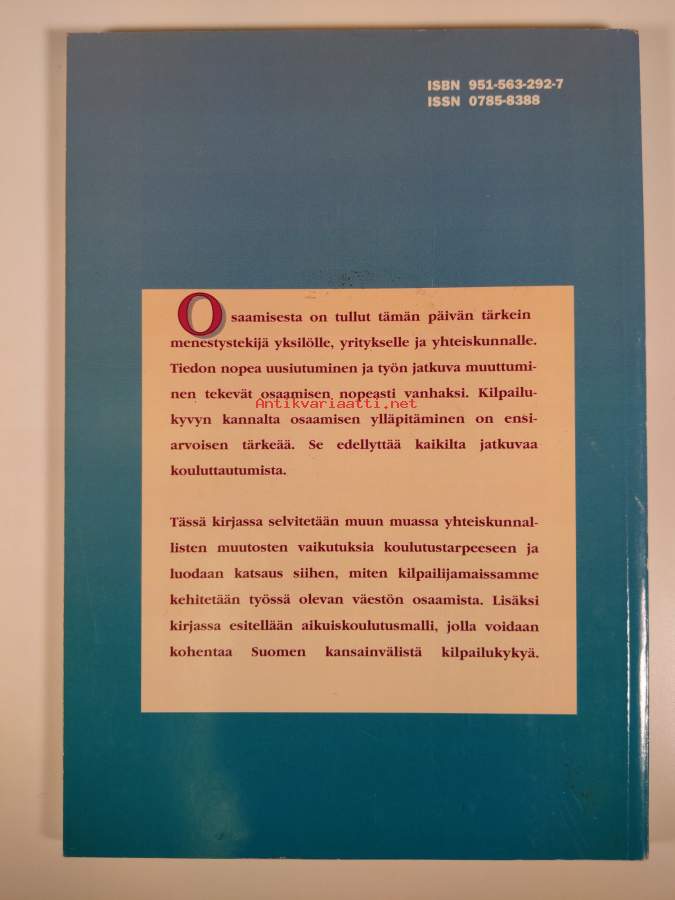 ISBN 951-563-292-7
ISSN 0785-8388
Osaamisesta on tullut tämän päivän tärkein
menestystekijä yksilölle, yritykselle ja yhteiskunnalle.
Tiedon nopea uusiutuminen ja työn jatkuva muuttumi-
nen tekevät osaamisen nopeasti vanhaksi. Kilpailu-
Antikvariaatti.net
kyvyn kannalta osaamisen ylläpitäminen on ensi-
arvoisen tärkeää. Se edellyttää kaikilta jatkuvaa
kouluttautumista.
Tässä kirjassa selvitetään muun muassa yhteiskunnal-
listen muutosten vaikutuksia koulutustarpeeseen ja
luodaan katsaus siihen, miten kilpailijamaissamme
kehitetään työssä olevan väestön osaamista. Lisäksi
kirjassa esitellään aikuiskoulutusmalli, jolla voidaan
kohentaa Suomen kansainvälistä kilpailukykyä.